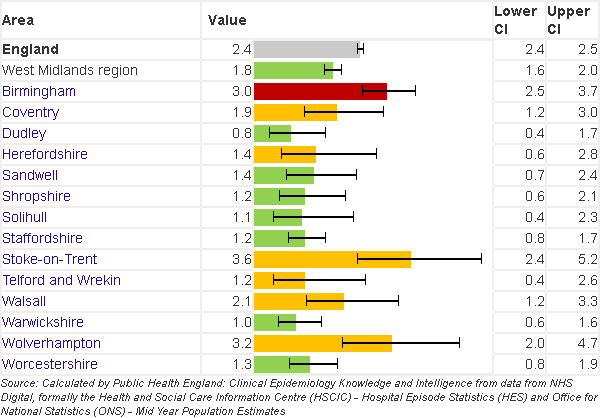 Area Value Lower CI Upper CI
England 2.4 2.4 2.5
West Midlands region 1.8 1.6 2.0
Birmingham 3.0 2.5 3.7
Coventry 1.9 1.2 3.0
Dudley 0.8 0.4 1.7
Herefordshire 1.4 0.6 2.8
Sandwell 1.4 0.7 2.4
Shropshire 1.2 0.6 2.1
Solihull 1.1 0.4 2.3
Staffordshire 1.2 0.8 1.7
Stoke-on-Trent 3.6 2.4 5.2
Telford and Wrekin 1.2 0.4 2.6
Walsall 2.1 1.2 3.3
Warwickshire 1.0 0.6 1.6
Wolverhampton 3.2 2.0 4.7
Worcestershire 1.3 0.8 1.9
Source: Calculated by Public Health England: Clinical Epidemiology Knowledge and Intelligence from data from NHS
Digital, formally the Health and Social Care Information Centre (HSCIC) - Hospital Episode Statistics (HES) and Office for
National Statistics (ONS) - Mid Year Population Estimates